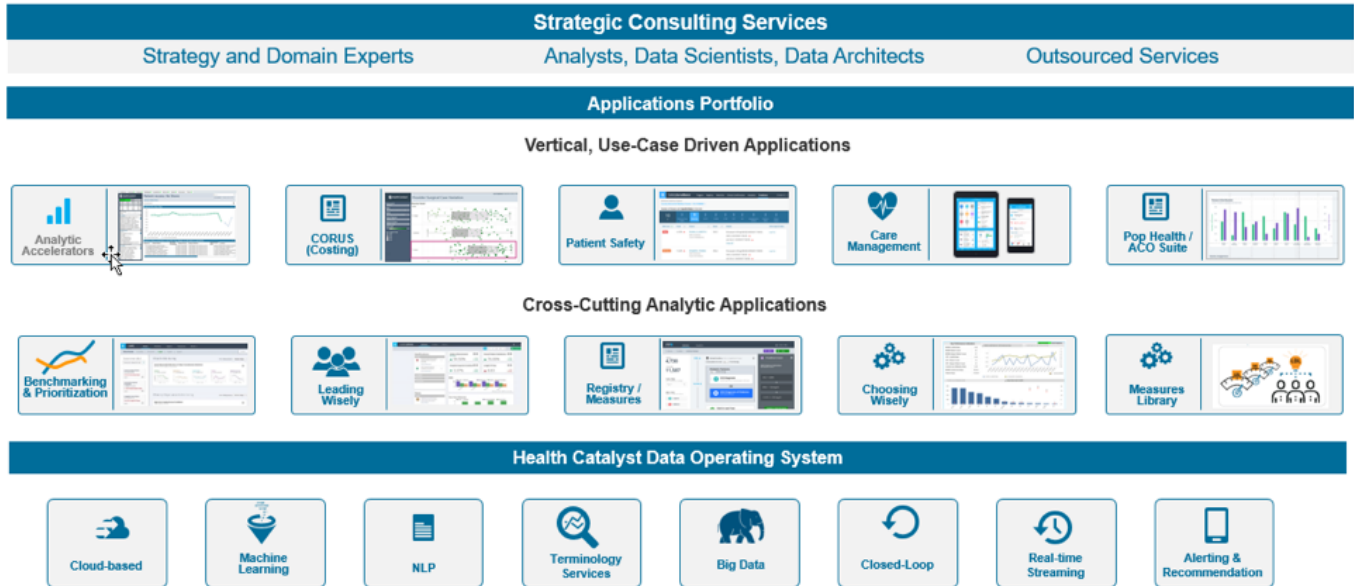 Strategic Consulting Services
Strategy and Domain Experts
Analysts, Data Scientists, Data Architects
Outsourced Services
Applications Portfolio
Vertical, Use-Case Driven Applications
Analytic
Accelerators
CORUS
(Costing)
Patient Safety
Care
Management
Pop Health /
ACO Suite
Cross-Cutting Analytic Applications
Benchmarking
& Prioritization
Leading
Wisely
Registry /
Measures
Choosing
Wisely
Measures
Library
Health Catalyst Data Operating System
Cloud-based
Machine
Learning
NLP
Terminology
Services
Big Data
Closed-Loop
Real-time
Streaming
Alerting &
Recommendation